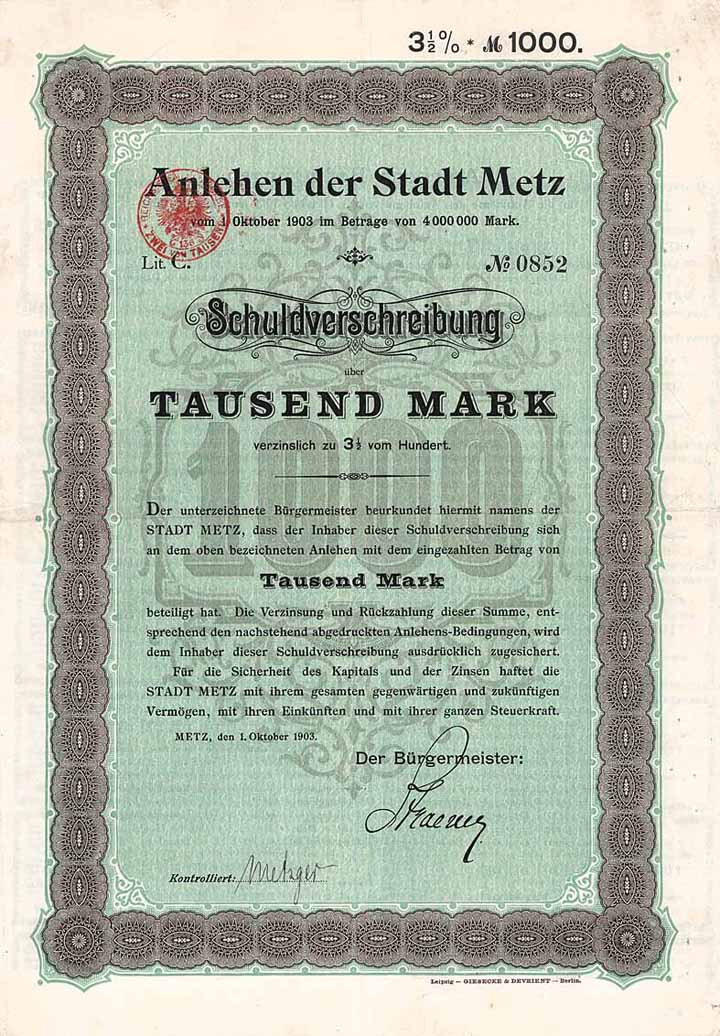 3½% * ℳ 1000.
Anlehen der Stadt Metz
vom 1. Oktober 1903 im Betrage von 4 000 000 Mark.
Lit. C. № 0852
Schuldverschreibung
über
TAUSEND MARK
verzinslich zu 3½ vom Hundert.
1000
Der unterzeichnete Bürgermeister beurkundet hiermit namens der
STADT METZ, dass der Inhaber dieser Schuldverschreibung sich
an dem oben bezeichneten Anlehen mit dem eingezahlten Betrag von
Tausend Mark
beteiligt hat. Die Verzinsung und Rückzahlung dieser Summe, ent-
sprechend den nachstehend abgedruckten Anlehens-Bedingungen, wird
dem Inhaber dieser Schuldverschreibung ausdrücklich zugesichert.
Für die Sicherheit des Kapitals und der Zinsen haftet die
STADT METZ mit ihrem gesamten gegenwärtigen und zukünftigen
Vermögen, mit ihren Einkünften und mit ihrer ganzen Steuerkraft.
METZ, den 1. Oktober 1903.
Der Bürgermeister:
Kontrolliert: Metzger
Leipzig — GIESECKE & DEVRIENT — Berlin.